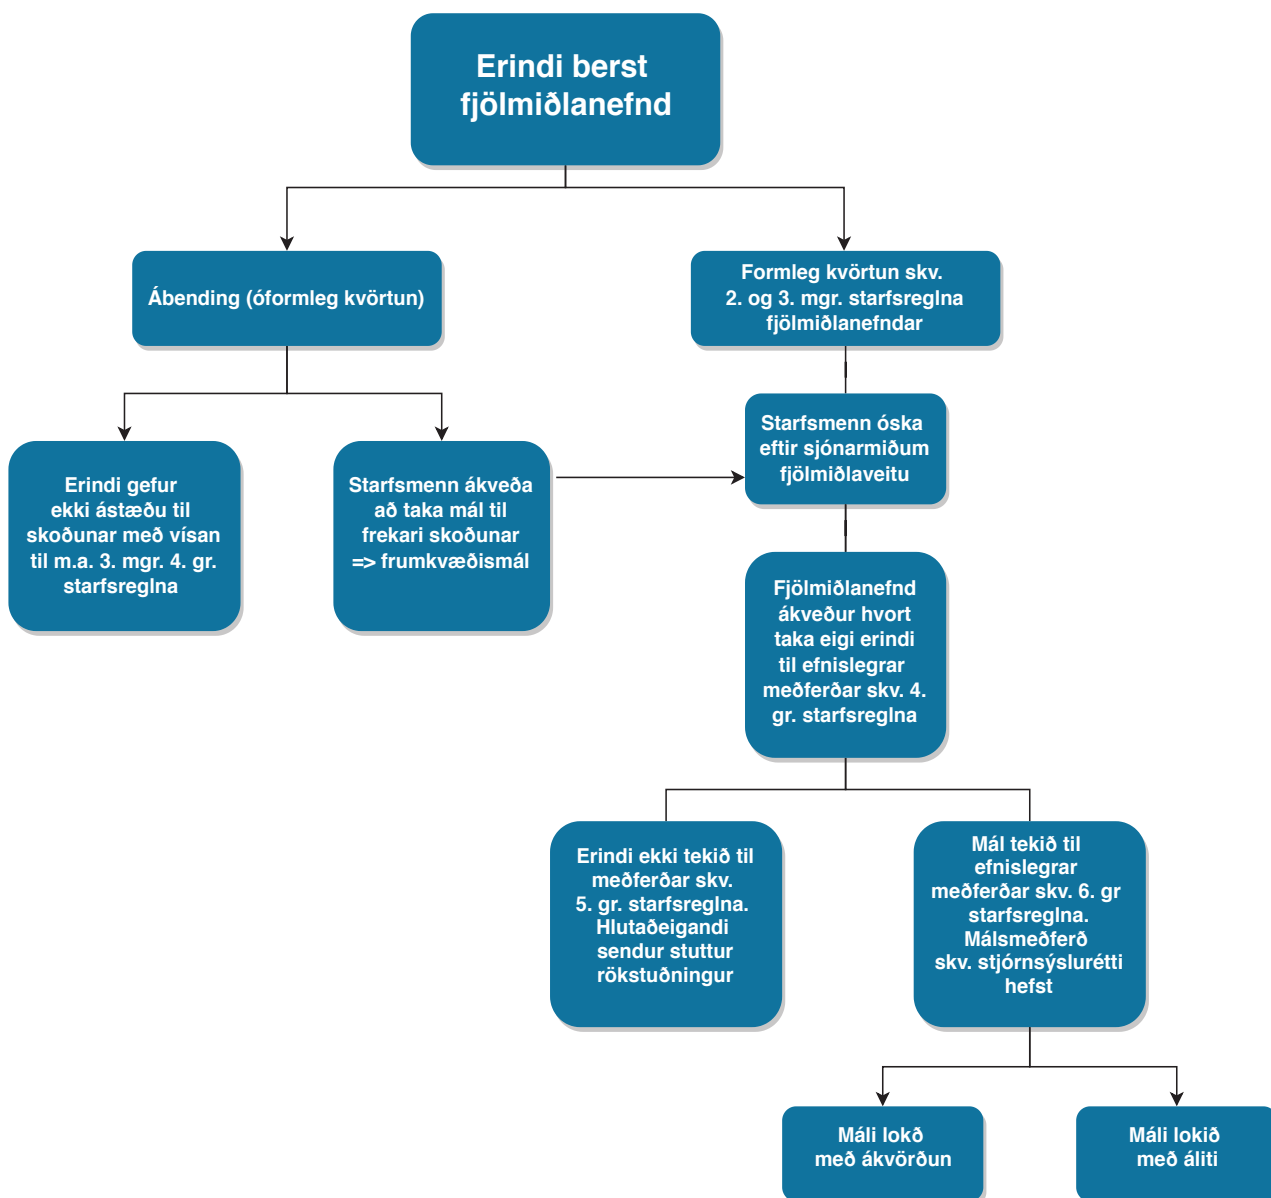 Erindi berst
fjölmiðlanefnd
Ábending (óformleg kvörtun)
Formleg kvörtun skv.
2. og 3. mgr. starfsreglna
fjölmiðlanefndar
Starfsmenn óska
eftir sjónarmiðum
fjölmiðlaveitu
Erindi gefur
ekki ástæðu til
skoðunar með vísan
til m.a. 3. mgr. 4. gr.
starfsreglna
Starfsmenn ákveða
að taka mál til
frekari skoðunar
=> frumkvæðismál
Fjölmiðlanefnd
ákveður hvort
taka eigi erindi
til efnislegrar
meðferðar skv. 4.
gr. starfsreglna
Erindi ekki tekið til
meðferðar skv.
5. gr. starfsreglna.
Hlutaðeigandi
sendur stuttur
rökstuðningur
Mál tekið til
efnislegrar
meðferðar skv. 6. gr
starfsreglna.
Málsmeðferð
skv. stjórnsýslurétti
hefst
Máli lokð
með ákvörðun
Máli lokið
með áliti